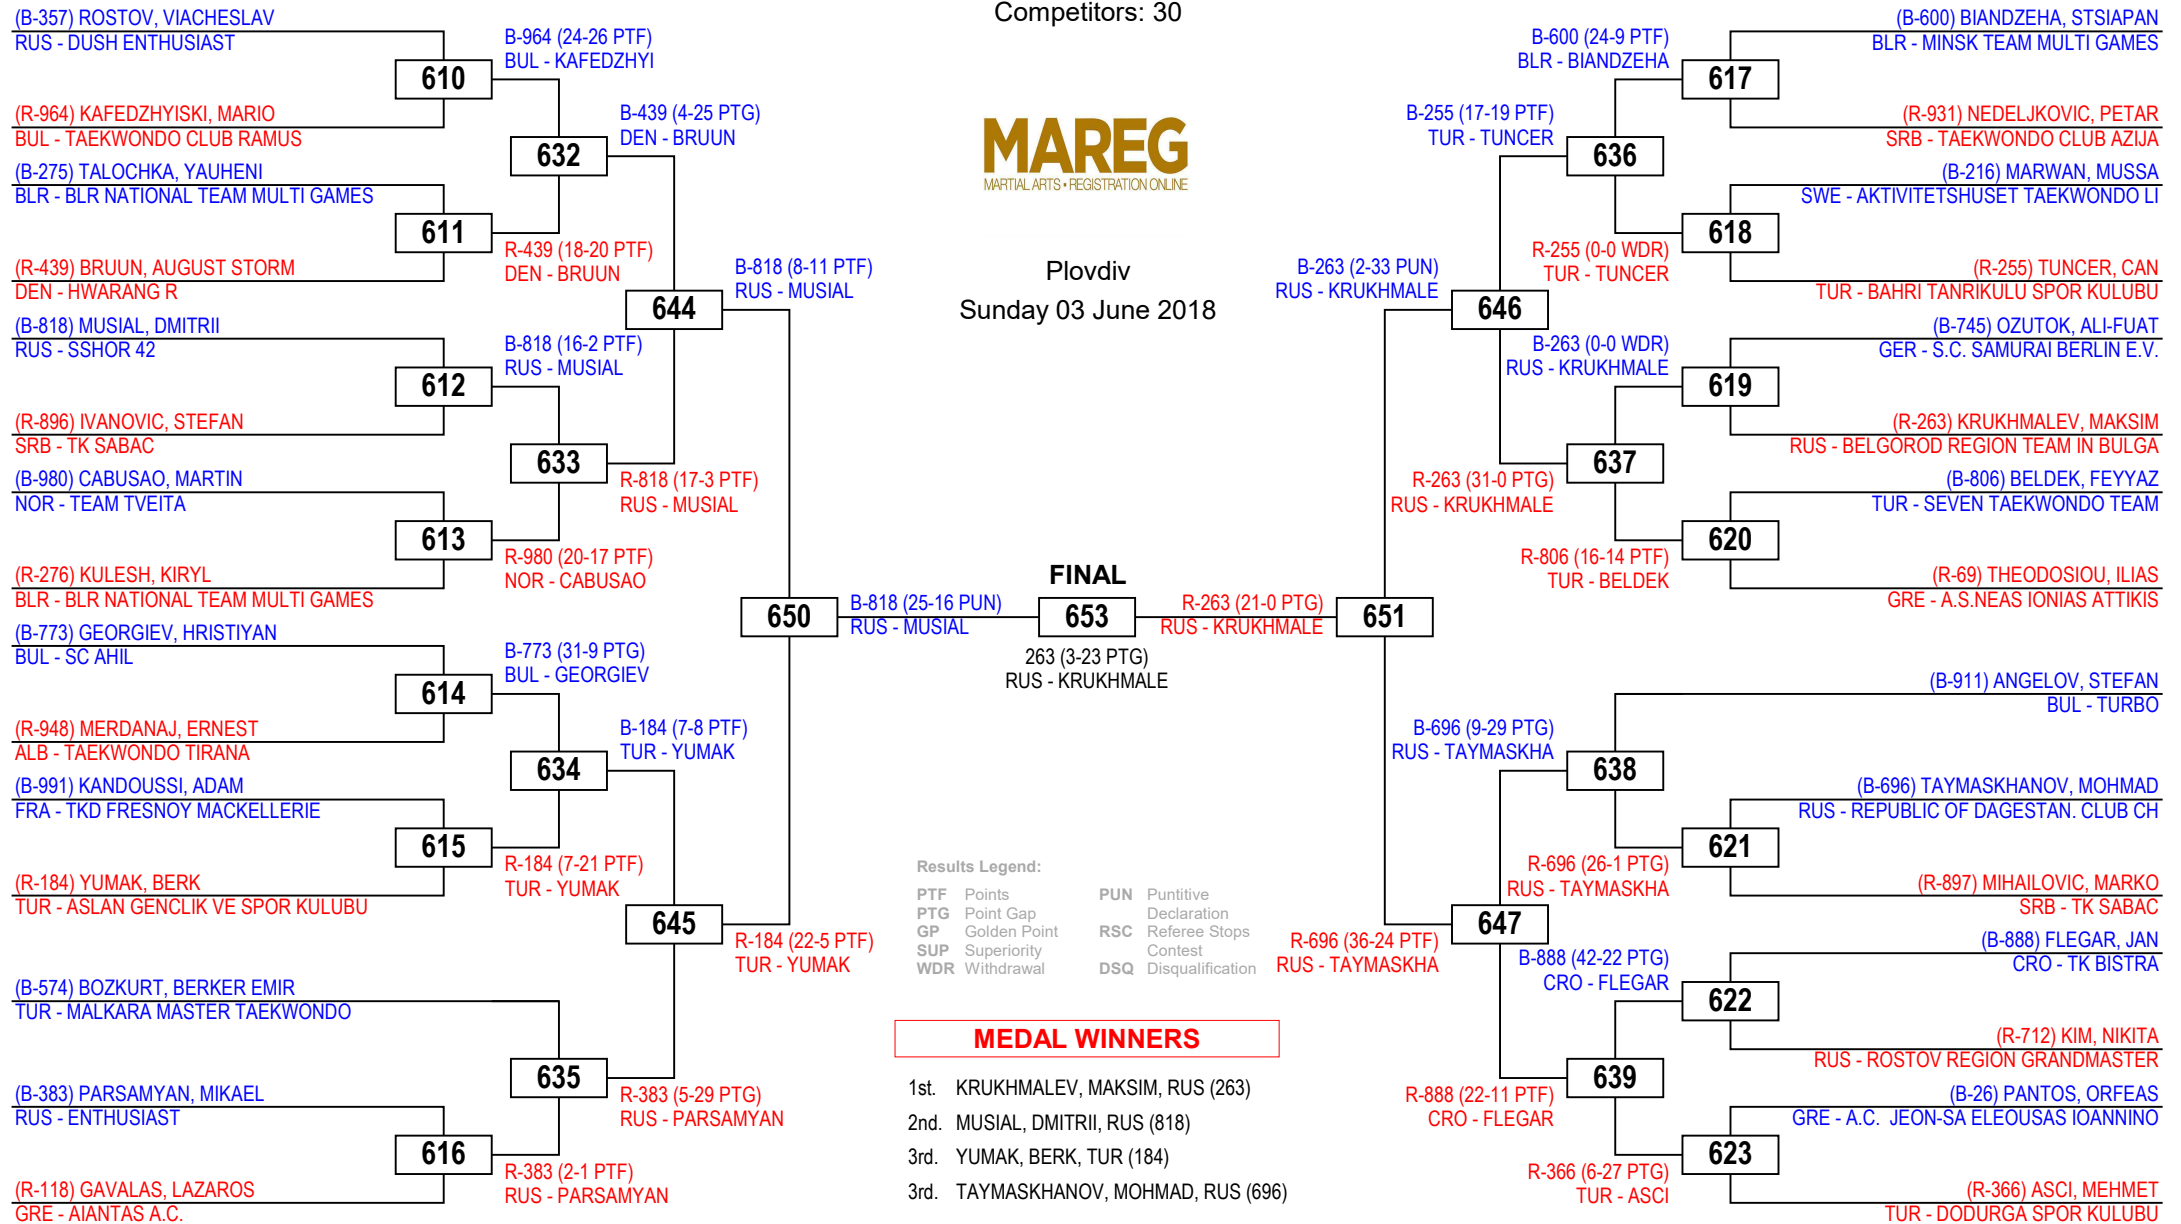 Competitors: 30
MAREG
MARTIAL ARTS • REGISTRATION ONLINE
Plovdiv
Sunday 03 June 2018
(B-357) ROSTOV, VIACHESLAV
RUS - DUSH ENTHUSIAST
610
(R-964) KAFEDZHYISKI, MARIO
BUL - TAEKWONDO CLUB RAMUS
(B-275) TALOCHKA, YAUHENI
BLR - BLR NATIONAL TEAM MULTI GAMES
611
(R-439) BRUUN, AUGUST STORM
DEN - HWARANG R
(B-818) MUSIAL, DMITRII
RUS - SSHOR 42
612
(R-896) IVANOVIC, STEFAN
SRB - TK SABAC
(B-980) CABUSAO, MARTIN
NOR - TEAM TVEITA
613
(R-276) KULESH, KIRYL
BLR - BLR NATIONAL TEAM MULTI GAMES
(B-773) GEORGIEV, HRISTIYAN
BUL - SC AHIL
614
(R-948) MERDANAJ, ERNEST
ALB - TAEKWONDO TIRANA
(B-991) KANDOUSSI, ADAM
FRA - TKD FRESNOY MACKELLERIE
615
(R-184) YUMAK, BERK
TUR - ASLAN GENCLIK VE SPOR KULUBU
(B-574) BOZKURT, BERKER EMIR
TUR - MALKARA MASTER TAEKWONDO
(B-383) PARSAMYAN, MIKAEL
RUS - ENTHUSIAST
616
(R-118) GAVALAS, LAZAROS
GRE - AIANTAS A.C.
B-964 (24-26 PTF)
BUL - KAFEDZHYI
632
R-439 (18-20 PTF)
DEN - BRUUN
B-818 (16-2 PTF)
RUS - MUSIAL
633
R-980 (20-17 PTF)
NOR - CABUSAO
B-773 (31-9 PTG)
BUL - GEORGIEV
634
R-184 (7-21 PTF)
TUR - YUMAK
635
R-383 (2-1 PTF)
RUS - PARSAMYAN
B-439 (4-25 PTG)
DEN - BRUUN
644
R-818 (17-3 PTF)
RUS - MUSIAL
B-184 (7-8 PTF)
TUR - YUMAK
645
R-383 (5-29 PTG)
RUS - PARSAMYAN
B-818 (8-11 PTF)
RUS - MUSIAL
650
R-184 (22-5 PTF)
TUR - YUMAK
B-818 (25-16 PUN)
RUS - MUSIAL
FINAL
653
263 (3-23 PTG)
RUS - KRUKHMALE
R-263 (21-0 PTG)
RUS - KRUKHMALE
651
B-263 (2-33 PUN)
RUS - KRUKHMALE
R-696 (36-24 PTF)
RUS - TAYMASKHA
B-255 (17-19 PTF)
TUR - TUNCER
646
R-263 (31-0 PTG)
RUS - KRUKHMALE
B-696 (9-29 PTG)
RUS - TAYMASKHA
647
R-888 (22-11 PTF)
CRO - FLEGAR
B-600 (24-9 PTF)
BLR - BIANDZEHA
636
R-255 (0-0 WDR)
TUR - TUNCER
B-263 (0-0 WDR)
RUS - KRUKHMALE
637
R-806 (16-14 PTF)
TUR - BELDEK
638
R-696 (26-1 PTG)
RUS - TAYMASKHA
B-888 (42-22 PTG)
CRO - FLEGAR
639
R-366 (6-27 PTG)
TUR - ASCI
(B-600) BIANDZEHA, STSIAPAN
BLR - MINSK TEAM MULTI GAMES
617
(R-931) NEDELJKOVIC, PETAR
SRB - TAEKWONDO CLUB AZIJA
(B-216) MARWAN, MUSSA
SWE - AKTIVITETSHUSET TAEKWONDO LI
618
(R-255) TUNCER, CAN
TUR - BAHRI TANRIKULU SPOR KULUBU
(B-745) OZUTOK, ALI-FUAT
GER - S.C. SAMURAI BERLIN E.V.
619
(R-263) KRUKHMALEV, MAKSIM
RUS - BELGOROD REGION TEAM IN BULGA
(B-806) BELDEK, FEYYAZ
TUR - SEVEN TAEKWONDO TEAM
620
(R-69) THEODOSIOU, ILIAS
GRE - A.S.NEAS IONIAS ATTIKIS
(B-911) ANGELOV, STEFAN
BUL - TURBO
(B-696) TAYMASKHANOV, MOHMAD
RUS - REPUBLIC OF DAGESTAN. CLUB CH
621
(R-897) MIHAILOVIC, MARKO
SRB - TK SABAC
(B-888) FLEGAR, JAN
CRO - TK BISTRA
622
(R-712) KIM, NIKITA
RUS - ROSTOV REGION GRANDMASTER
(B-26) PANTOS, ORFEAS
GRE - A.C. JEON-SA ELEOUSAS IOANNINO
623
(R-366) ASCI, MEHMET
TUR - DODURGA SPOR KULUBU
Results Legend:
PTF Points
PTG Point Gap
GP Golden Point
SUP Superiority
WDR Withdrawal
PUN Puntitive
Declaration
RSC Referee Stops
Contest
DSQ Disqualification
MEDAL WINNERS
1st. KRUKHMALEV, MAKSIM, RUS (263)
2nd. MUSIAL, DMITRII, RUS (818)
3rd. YUMAK, BERK, TUR (184)
3rd. TAYMASKHANOV, MOHMAD, RUS (696)